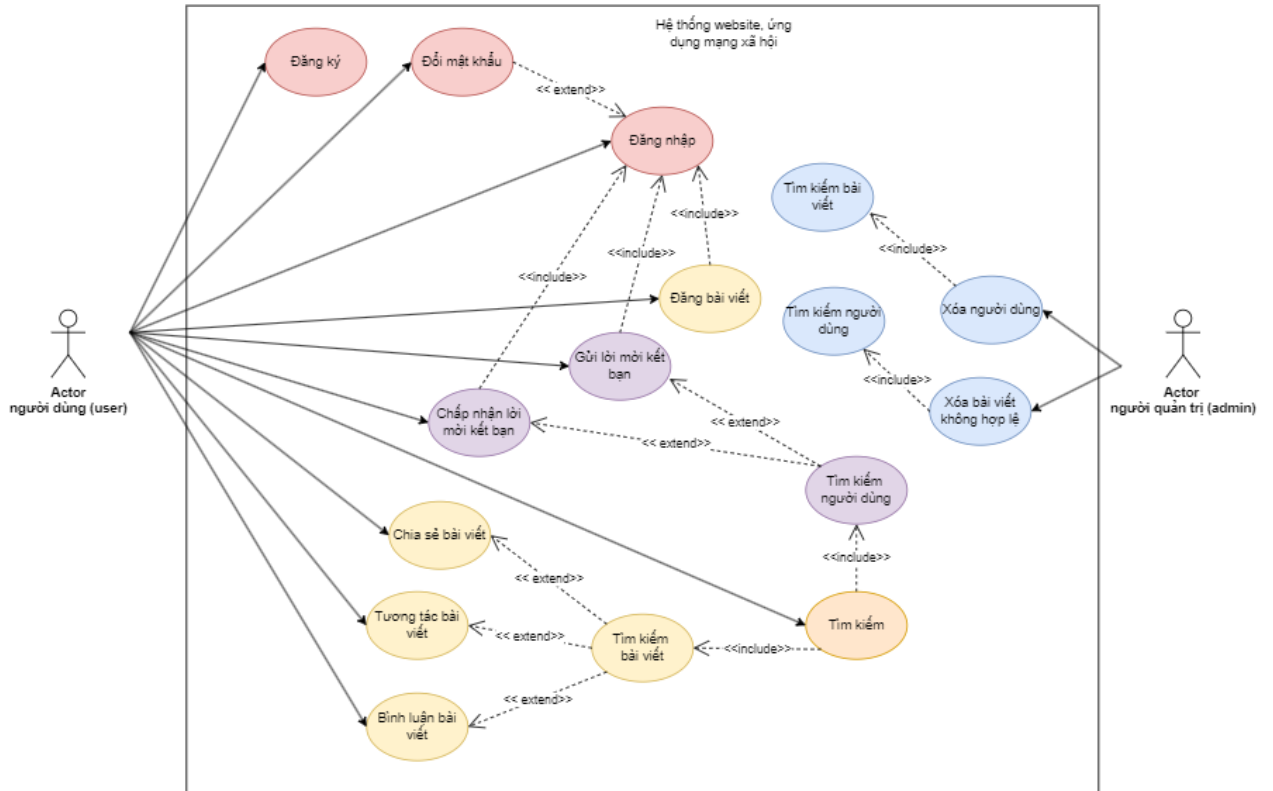 Hệ thống website, ứng
dụng mạng xã hội
Đăng ký
Đổi mật khẩu
<< extend>>
Đăng nhập
Tìm kiếm bài
viết
<<include>>
<<include>>
<<include>>
<<include>>
Đăng bài viết
Tìm kiếm người
dùng
Xóa người dùng
Gửi lời mời kết
bạn
<<include>>
Actor
người dùng (user)
Actor
người quản trị (admin)
Chấp nhận lời
mời kết bạn
Xóa bài viết
không hợp lệ
<< extend>>
<< extend>>
Tìm kiếm
người dùng
Chia sẻ bài viết
<<include>>
<< extend>>
Tương tác bài
viết
<< extend>>
Tìm kiếm
bài viết
<<include>>
Tìm kiếm
<< extend>>
Bình luận bài
viết